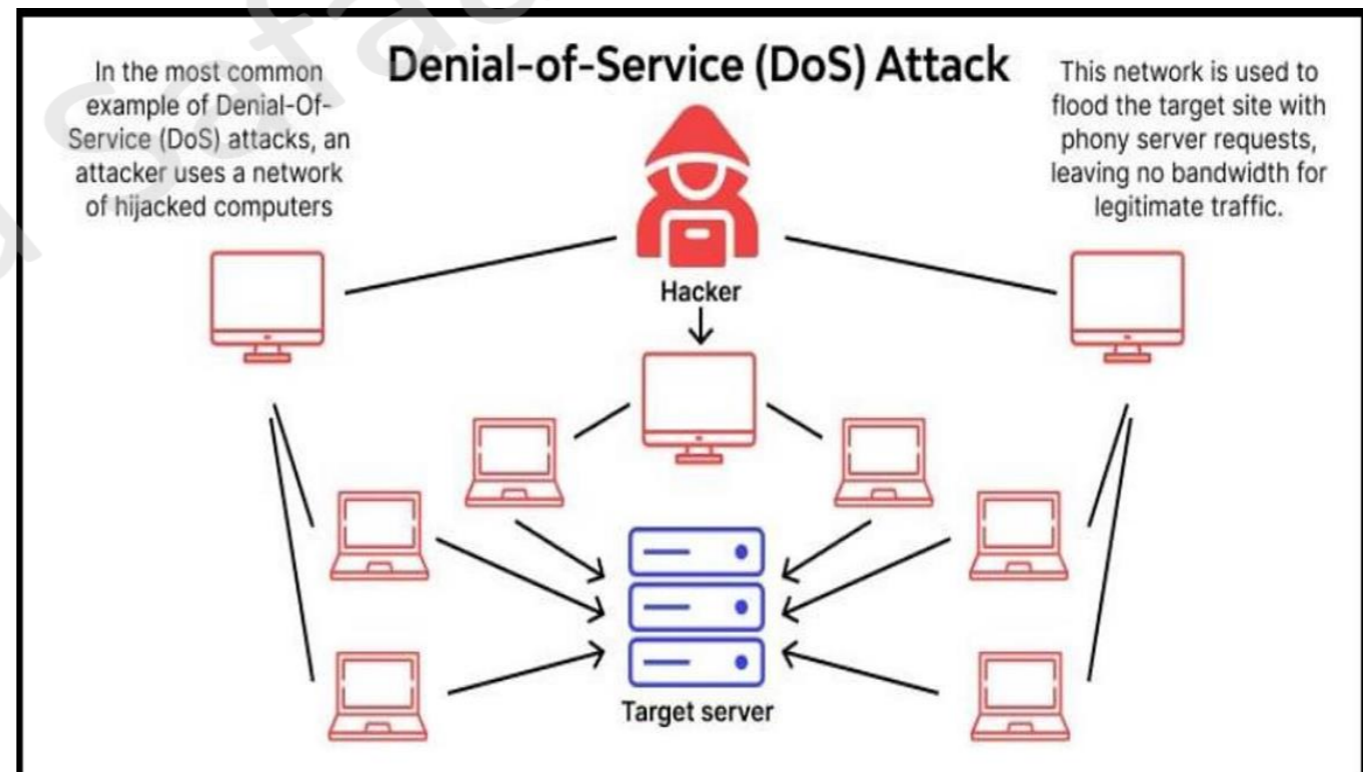 Denial-of-Service (DoS) Attack
In the most common
example of Denial-Of-
Service (DoS) attacks, an
attacker uses a network
of hijacked computers
This network is used to
flood the target site with
phony server requests,
leaving no bandwidth for
legitimate traffic.
Hacker
Target server